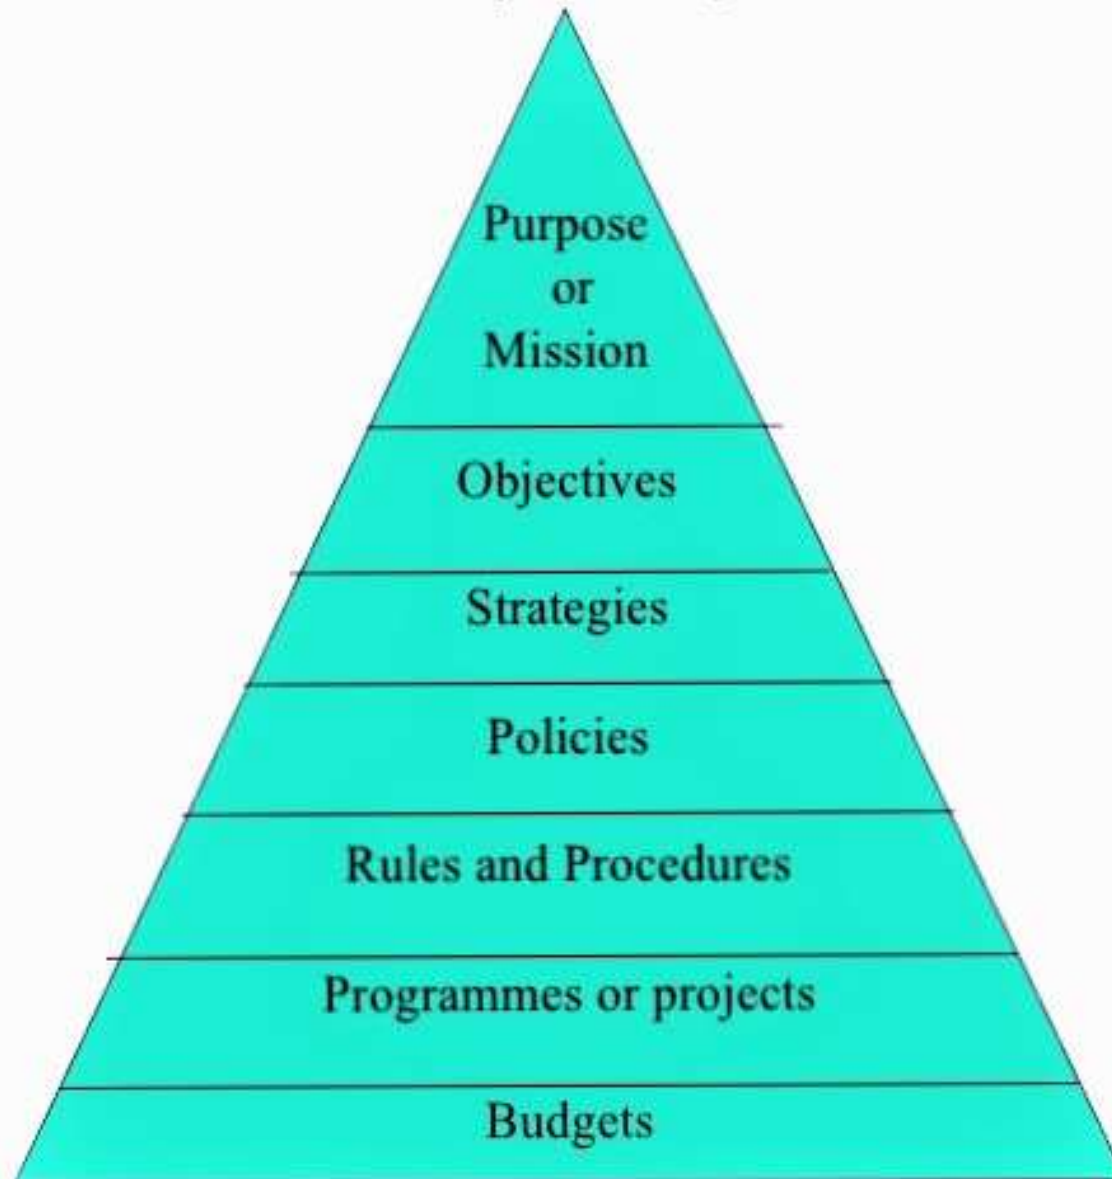 Purpose
or
Mission
Objectives
Strategies
Policies
Rules and Procedures
Programmes or projects
Budgets